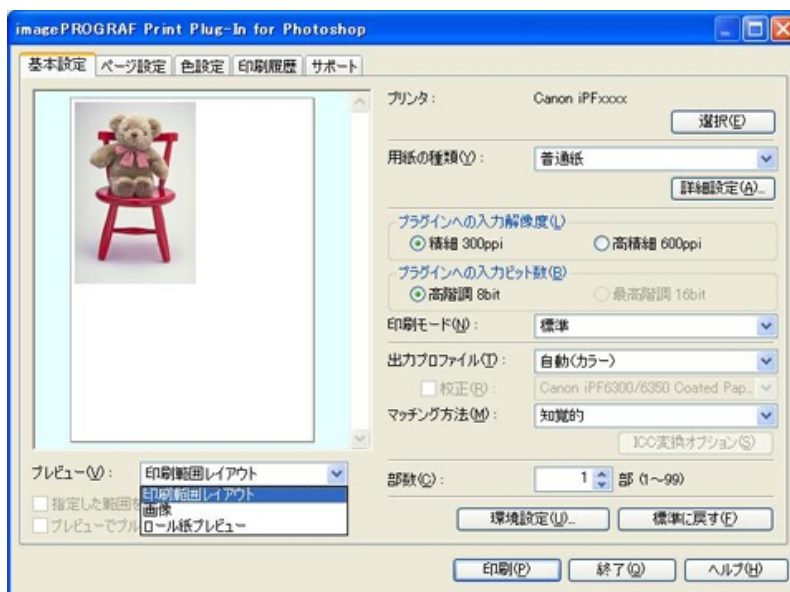 imagePROGRAF Print Plug-In for Photoshop
基本設定 ページ設定 色設定 印刷履歴 サポート
プリンタ： Canon iPFxxxx
選択(E)
用紙の種類(Y)： 普通紙
詳細設定(A)...
プラグインへの入力解像度(L)
精細 300ppi 高精細 600ppi
プラグインへの入力ビット数(B)
高階調 8bit 最高階調 16bit
印刷モード(N)： 標準
出力プロファイル(T)： 自動(カラー)
校正(R)： Canon iPF6300/6350 Coated Pap...
マッチング方法(M)： 知覚的
ICC変換オプション(S)
プレビュー(V)： 印刷範囲レイアウト
印刷範囲レイアウト
画像
ロール紙プレビュー
指定した範囲を
プレビューでプル
部数(C)： 1 部 (1～99)
環境設定(U)... 標準に戻す(F)
印刷(P) 終了(Q) ヘルプ(H)